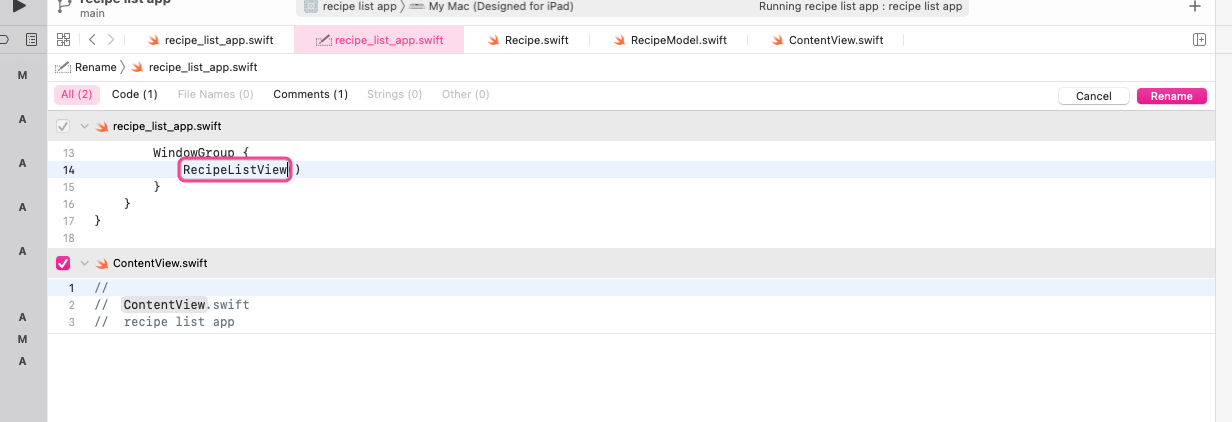 recipe list app
main
recipe list app
My Mac (Designed for iPad)
Running recipe list app : recipe list app
recipe_list_app.swift
recipe_list_app.swift
Recipe.swift
RecipeModel.swift
ContentView.swift
M
Rename
recipe_list_app.swift
All (2)
Code (1)
File Names (0)
Comments (1)
Strings (0)
Other (0)
Cancel
Rename
A
recipe_list_app.swift
13 WindowGroup {
14 RecipeListView )
15 }
16 }
17 }
18
A
A
A
ContentView.swift
1 //
2 // ContentView.swift
3 // recipe list app
A
M
A